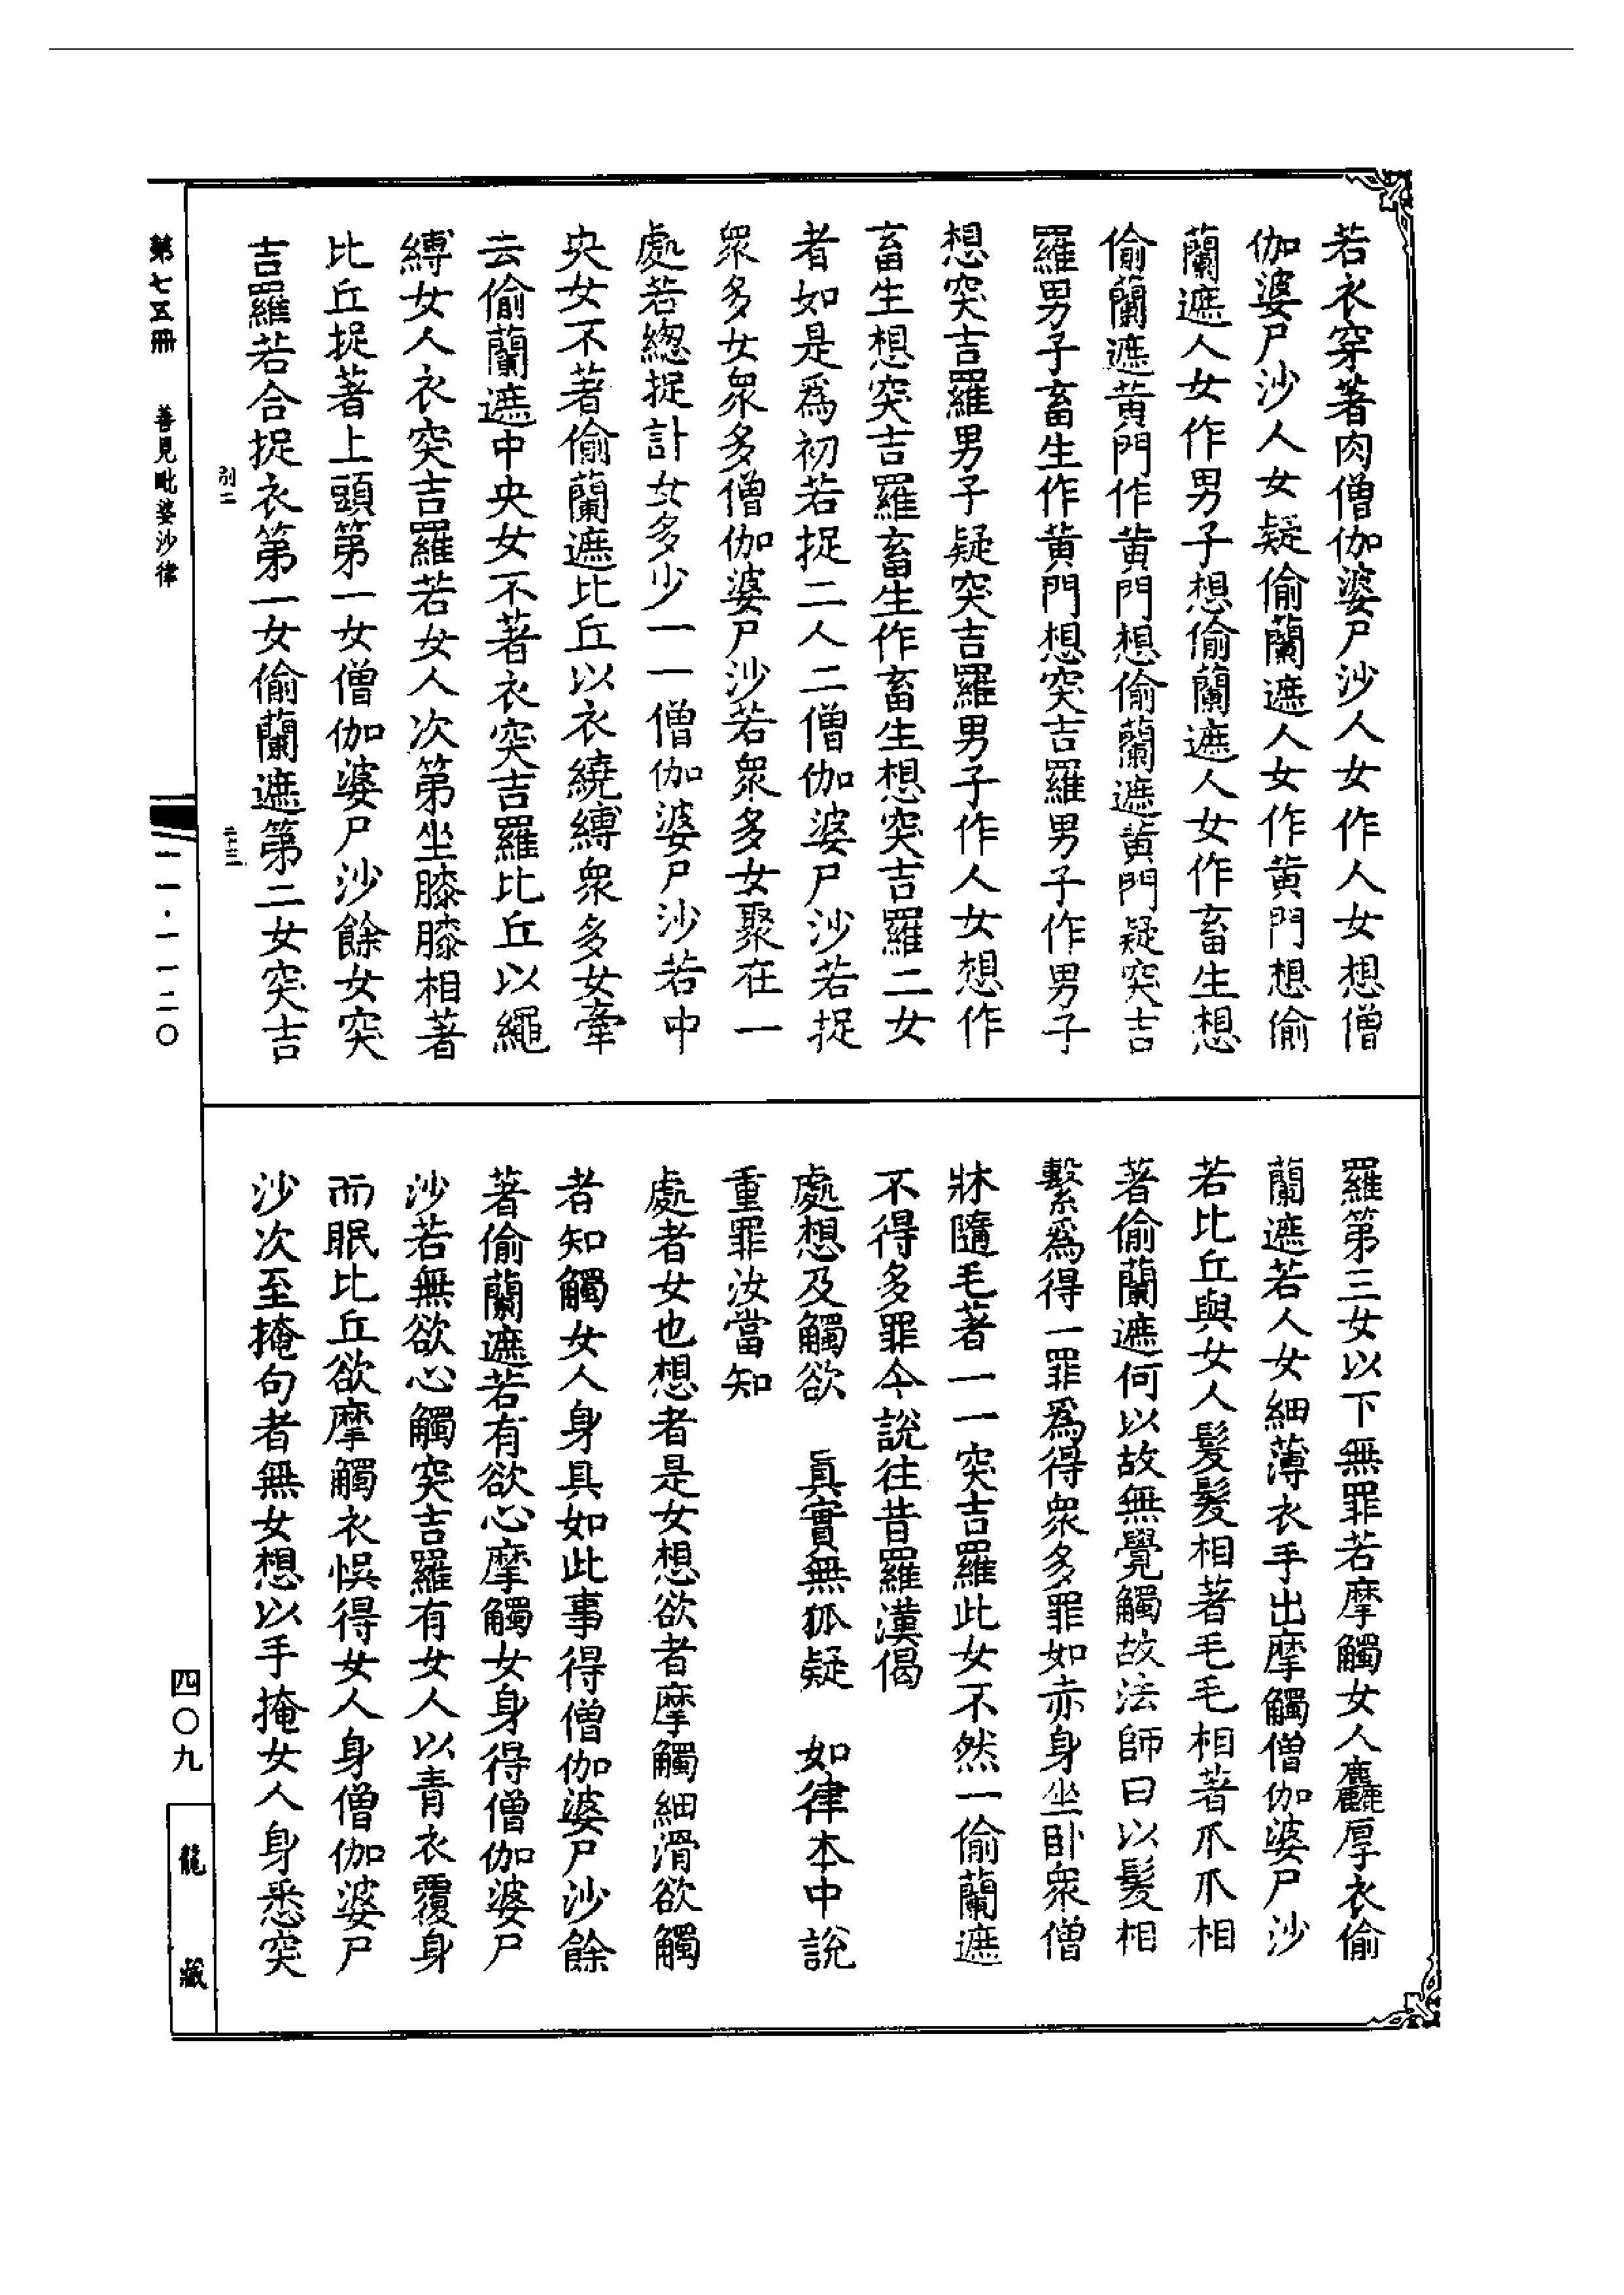 若衣穿著肉僧伽婆尸沙人女作人女想僧
伽婆尸沙人女疑偷蘭遮人女作黃門想偷
蘭遮人女作男子想偷蘭遮人女作畜生想
偷蘭遮黃門作黃門想偷蘭遮黃門疑突吉
羅男子畜生作黃門想突吉羅男子作男子
想突吉羅男子疑突吉羅男子作人女想作
畜生想突吉羅畜生作畜生想突吉羅二女
者如是爲初若捉二人二僧伽婆尸沙若捉
眾多女眾多僧伽婆尸沙若眾多女聚在一
處若緫捉計女多少一一僧伽婆尸沙若中
央女不著偷蘭遮比丘以衣繞縛眾多女牽
去偷蘭遮中央女不著衣突吉羅比丘以繩
縛女人衣突吉羅若女人次第坐膝膝相著
比丘捉著上頭第一女僧伽婆尸沙餘女突
吉羅若合捉衣第一女偷蘭遮第二女突吉
羅第三女以下無罪若摩觸女人麤厚衣偷
蘭遮若人女細薄衣手出摩觸僧伽婆尸沙
若比丘與女人髮髮相著毛毛相著爪爪相
著偷蘭遮何以故無覺觸故法師曰以髮相
繫爲得一罪爲得衆多罪如赤身坐臥衆僧
牀隨毛著一一突吉羅此女不然一偷蘭遮
不得多罪今說往昔羅漢偈
處想及觸欲　眞實無狐疑　如律本中說
重罪汝當知
處者女也想者是女想欲者摩觸細滑欲觸
者知觸女人身具如此事得僧伽婆尸沙餘
著偷蘭遮若有欲心摩觸女身得僧伽婆尸
沙若無欲心觸突吉羅有女人以青衣覆身
而眠比丘欲摩觸衣悞得女人身僧伽婆尸
沙次至掩句者無女想以手掩女人身悉突
第七五冊　善見毗婆沙律
別二
二十三
一一·一一二〇
四〇九
龍藏